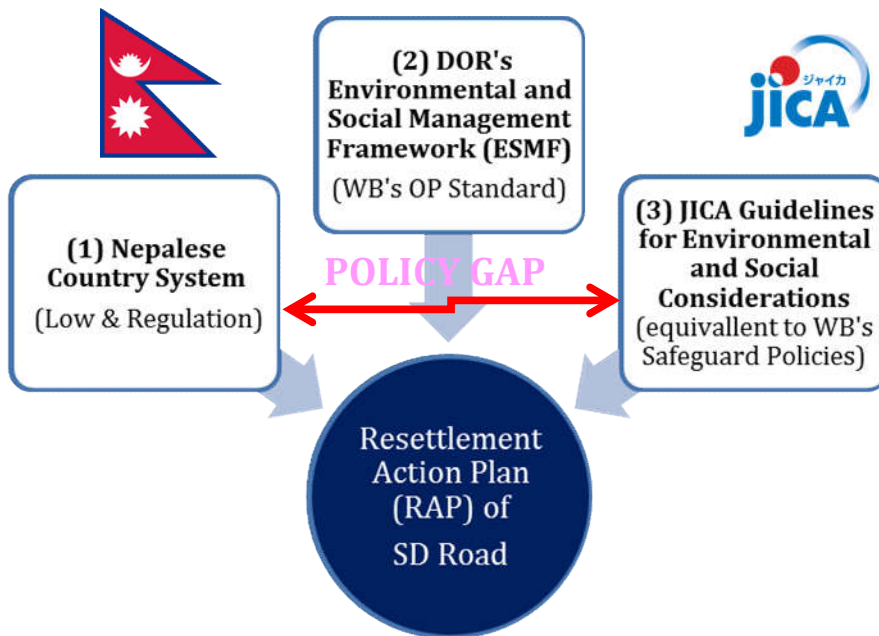 (2) DOR's
Environmental and
Social Management
Framework (ESMF)
(WB's OP Standard)
ジャイカ
JICA
(1) Nepalese
Country System
(Low & Regulation)
POLICY GAP
(3) JICA Guidelines
for Environmental
and Social
Considerations
(equivallent to WB's
Safeguard Policies)
Resettlement
Action Plan
(RAP) of
SD Road